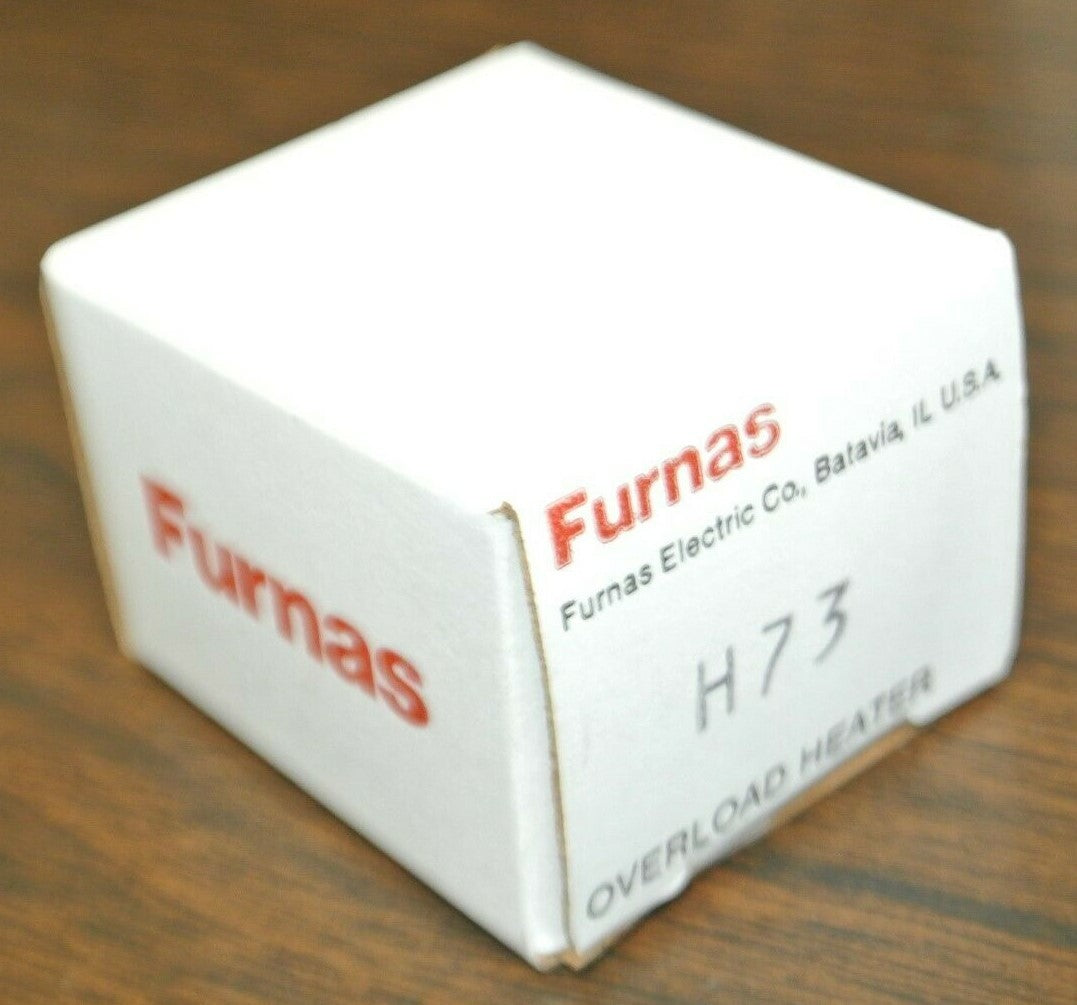 Furnas
Furnas
Furnas Electric Co., Batavia, IL U.S.A.
H73
OVERLOAD HEATER